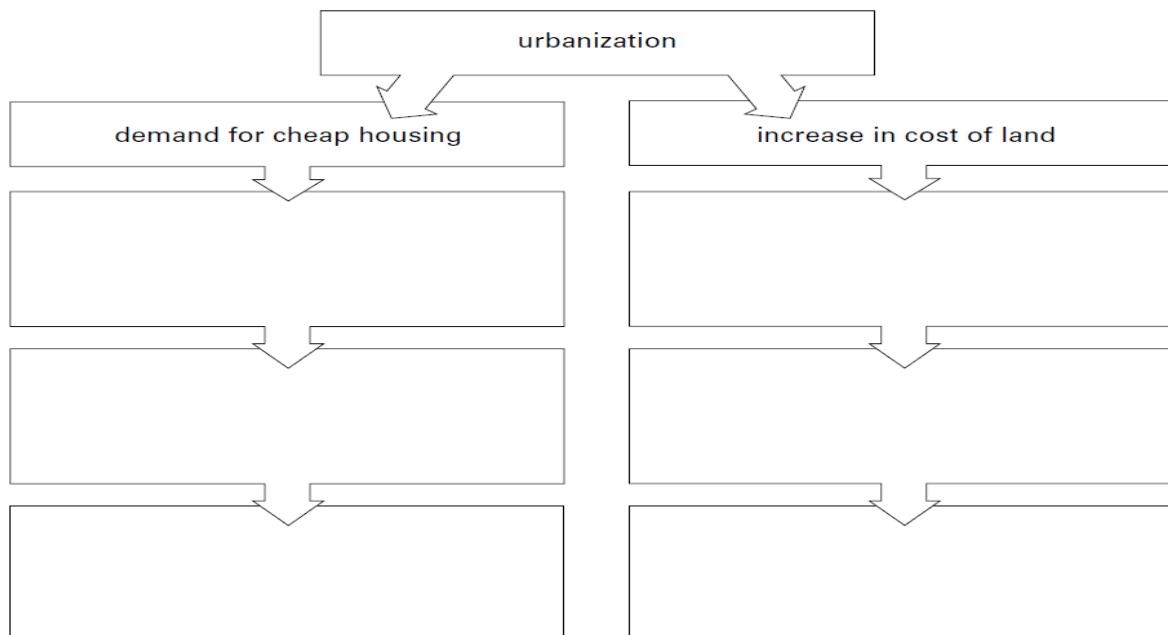 urbanization
demand for cheap housing
increase in cost of land